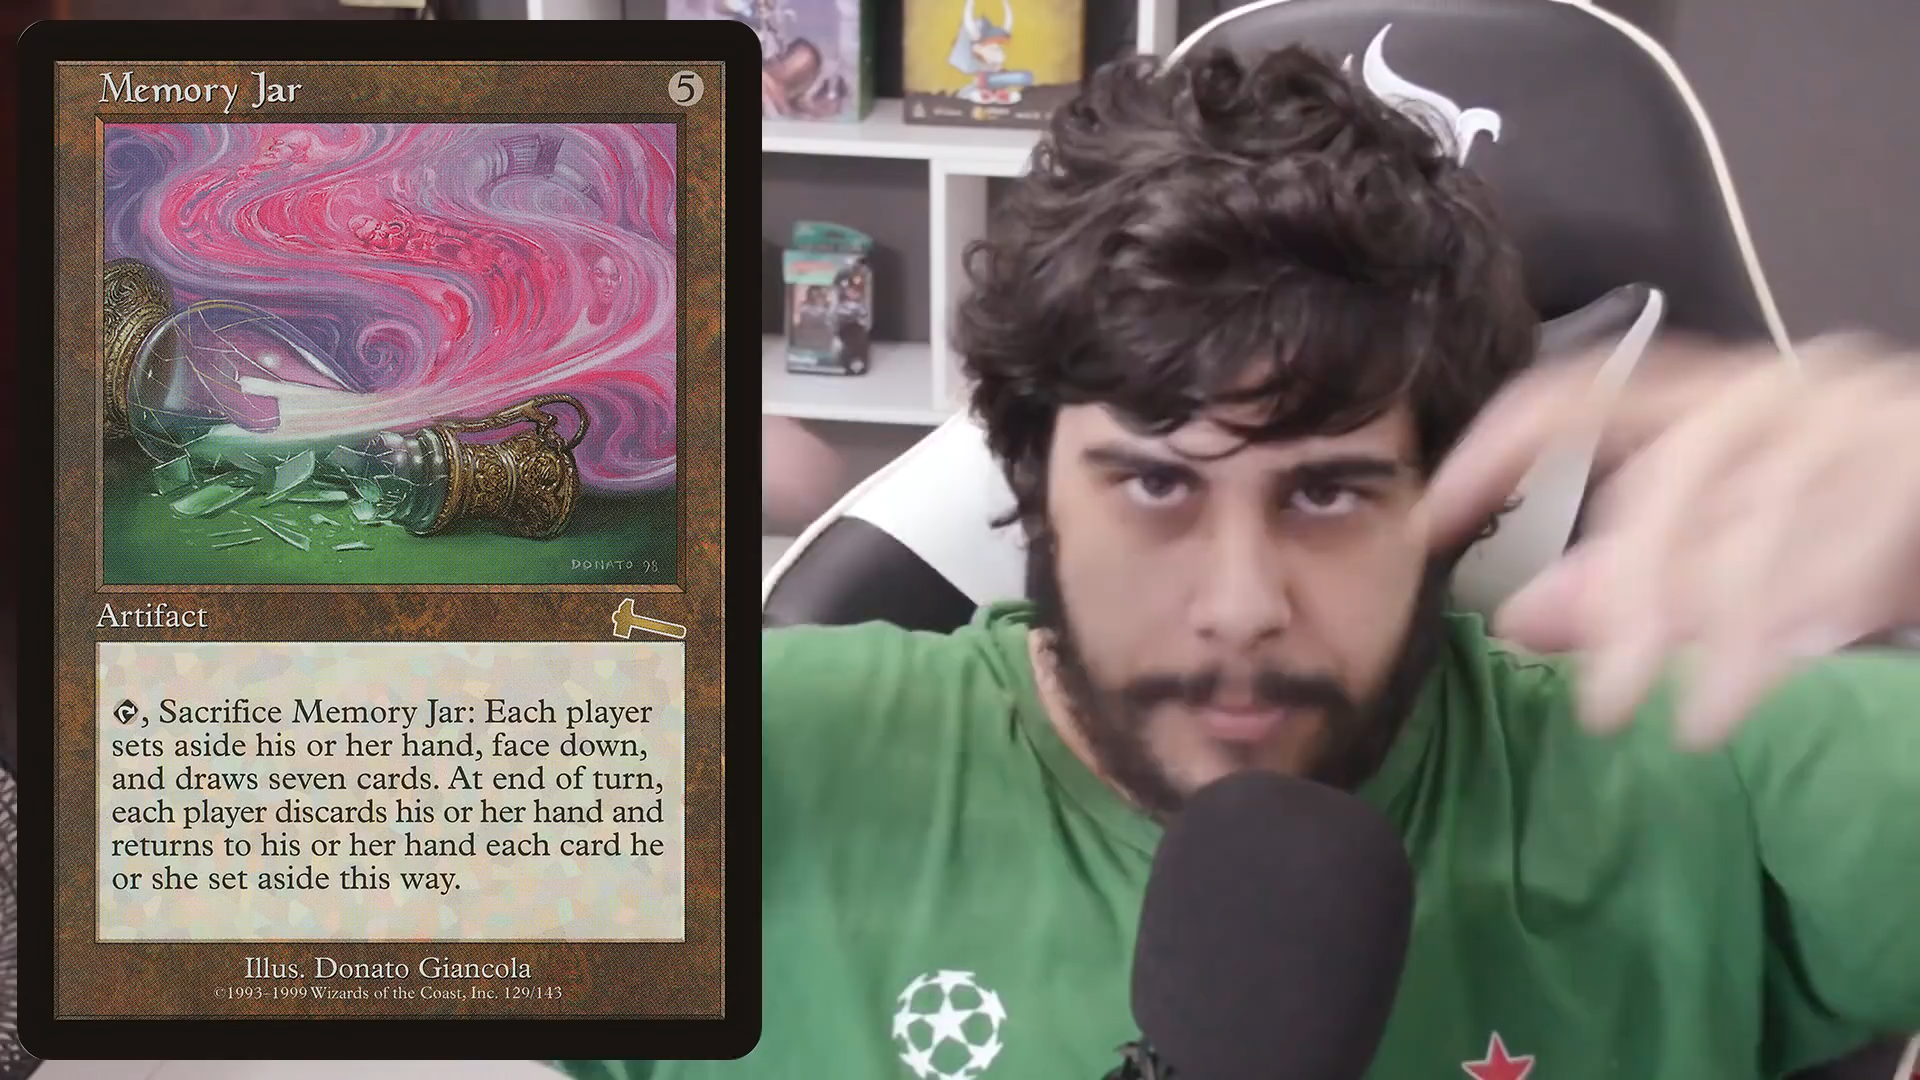 Memory Jar
5
DONATO 98
Artifact
, Sacrifice Memory Jar: Each player
sets aside his or her hand, face down,
and draws seven cards. At end of turn,
each player discards his or her hand and
returns to his or her hand each card he
or she set aside this way.
Illus. Donato Giancola
©1993–1999 Wizards of the Coast, Inc. 129/143